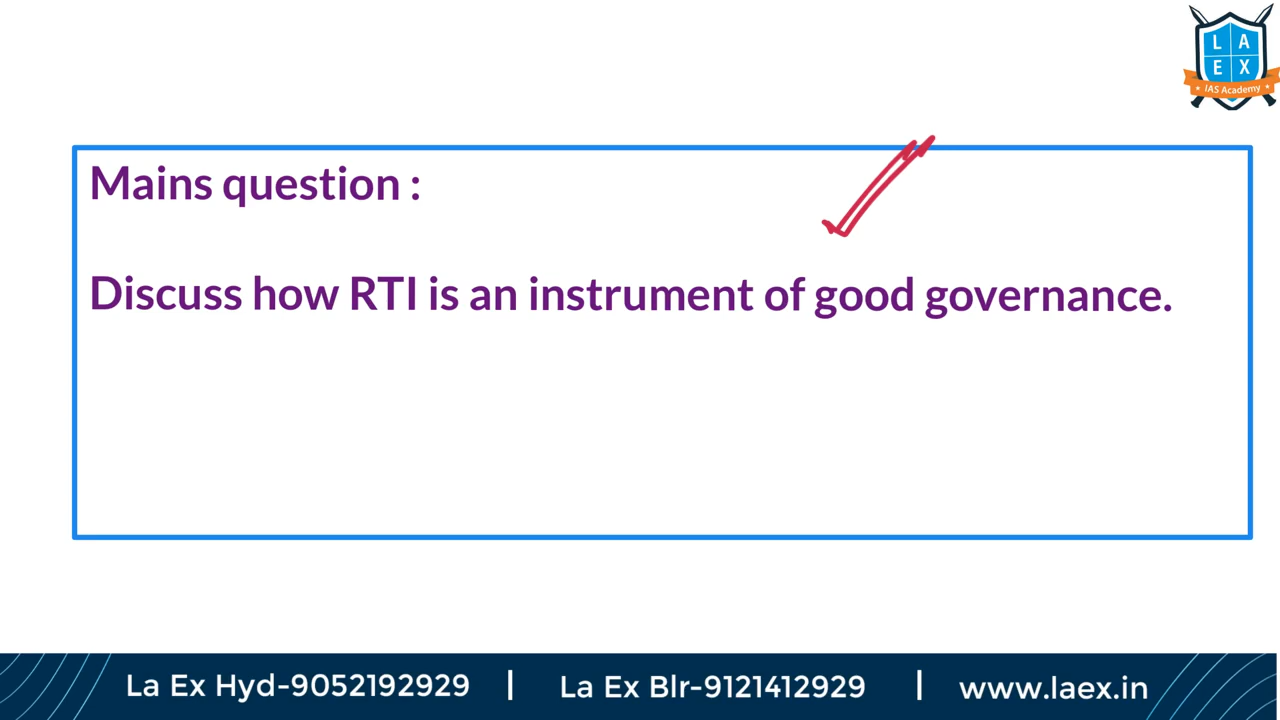 L A
E X
IAS Academy
Mains question :
Discuss how RTI is an instrument of good governance.
La Ex Hyd-9052192929 | La Ex Blr-9121412929 | www.laex.in